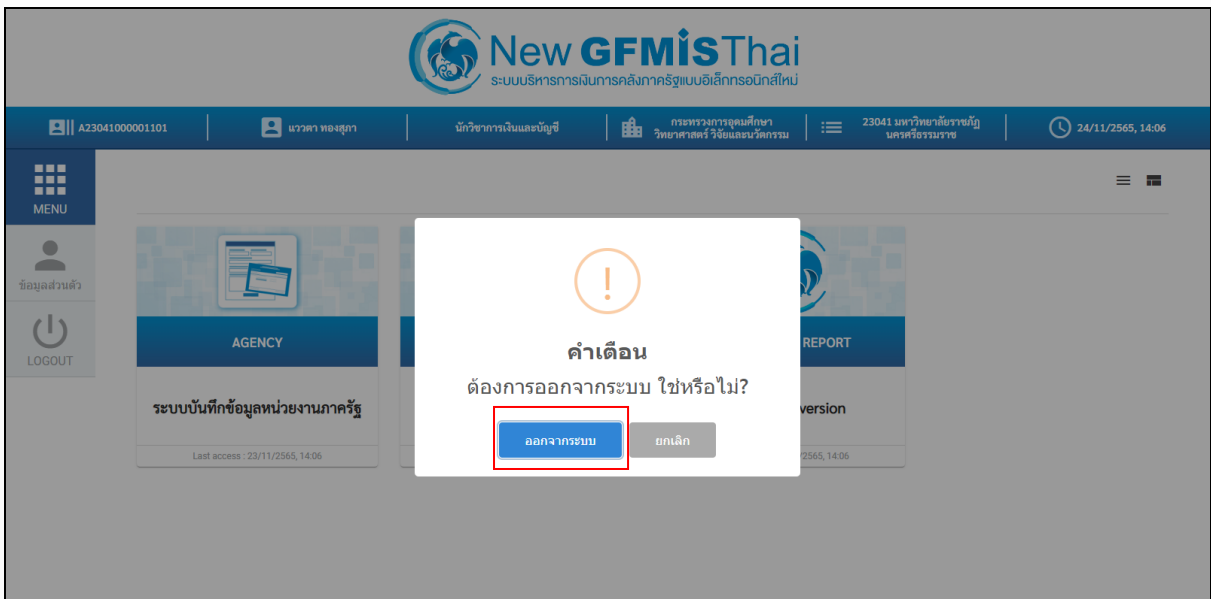 New GFMISThai
ระบบบริหารการเงินการคลังภาครัฐแบบอิเล็กทรอนิกส์ใหม่
A23041000001101
แววตา ทองสุกา
นักวิชาการเงินและบัญชี
กระทรวงการอุดมศึกษา
วิทยาศาสตร์ วิจัยและนวัตกรรม
23041 มหาวิทยาลัยราชภัฏ
นครศรีธรรมราช
24/11/2565, 14:06
MENU
ข้อมูลส่วนตัว
LOGOUT
AGENCY
ระบบบันทึกข้อมูลหน่วยงานภาครัฐ
Last access : 23/11/2565, 14:06
คำเตือน
ต้องการออกจากระบบ ใช่หรือไม่?
ออกจากระบบ
ยกเลิก
REPORT
version
2565, 14:06